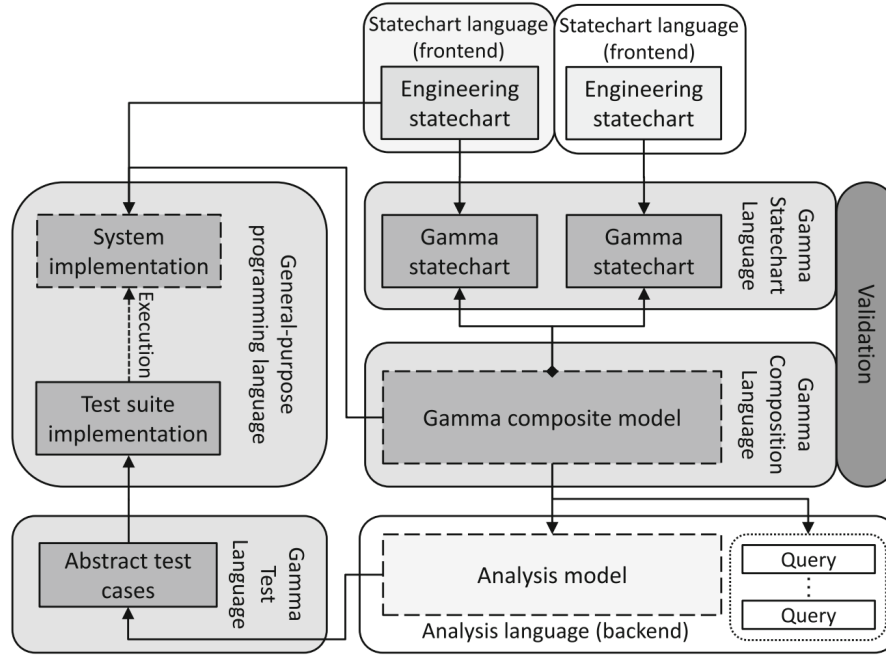 Statechart language
(frontend)
Engineering
statechart
Statechart language
(frontend)
Engineering
statechart
System
implementation
Execution
Test suite
implementation
General-purpose
programming language
Gamma
statechart
Gamma
statechart
Gamma
Statechart
Language
Validation
Gamma composite model
Gamma
Composition
Language
Abstract test
cases
Gamma
Test
Language
Analysis model
Analysis language (backend)
Query
Query